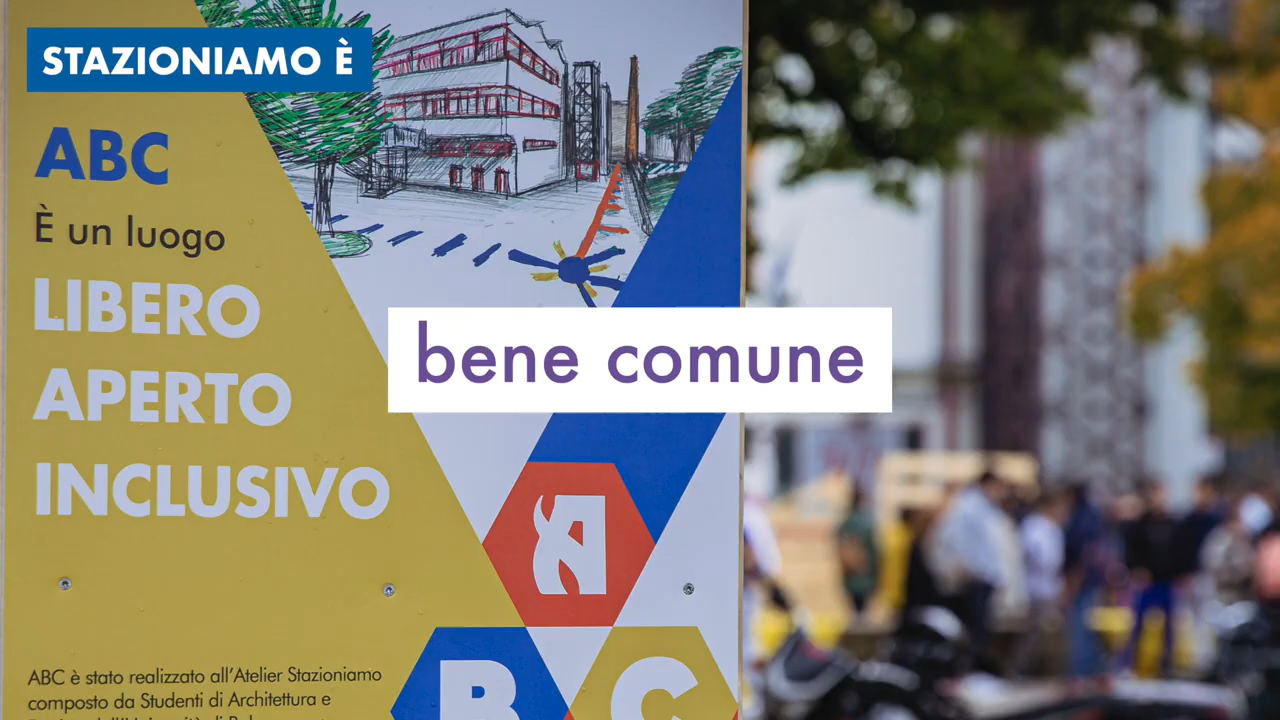 STAZIONIAMO È
ABC
È un luogo
LIBERO
APERTO
INCLUSIVO
bene comune
A
B C
ABC è stato realizzato all'Atelier Stazioniamo
composto da Studenti di Architettura e